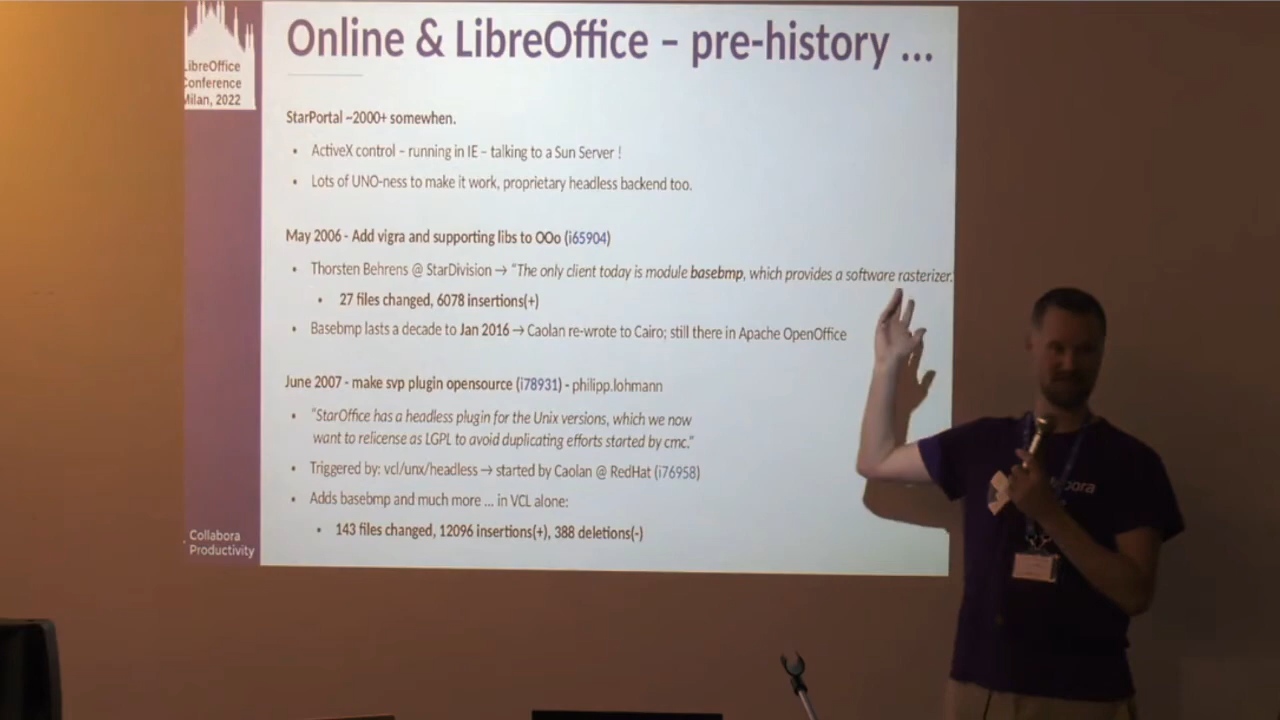 Online & LibreOffice – pre-history ...
LibreOffice
Conference
Milan, 2022
StarPortal ~2000+ somewhen.
• ActiveX control – running in IE – talking to a Sun Server !
• Lots of UNO-ness to make it work, proprietary headless backend too.
May 2006 - Add vigra and supporting libs to OOo (i65904)
• Thorsten Behrens @ StarDivision → "The only client today is module basebmp, which provides a software rasterizer.
• 27 files changed, 6078 insertions(+)
• Basebmp lasts a decade to Jan 2016 → Caolan re-wrote to Cairo; still there in Apache OpenOffice
June 2007 - make svp plugin opensource (i78931) - philipp.lohmann
• "StarOffice has a headless plugin for the Unix versions, which we now
want to relicense as LGPL to avoid duplicating efforts started by cmc."
• Triggered by: vcl/unx/headless → started by Caolan @ RedHat (i76958)
• Adds basebmp and much more ... in VCL alone:
• 143 files changed, 12096 insertions(+), 388 deletions(-)
Collabora
Productivity